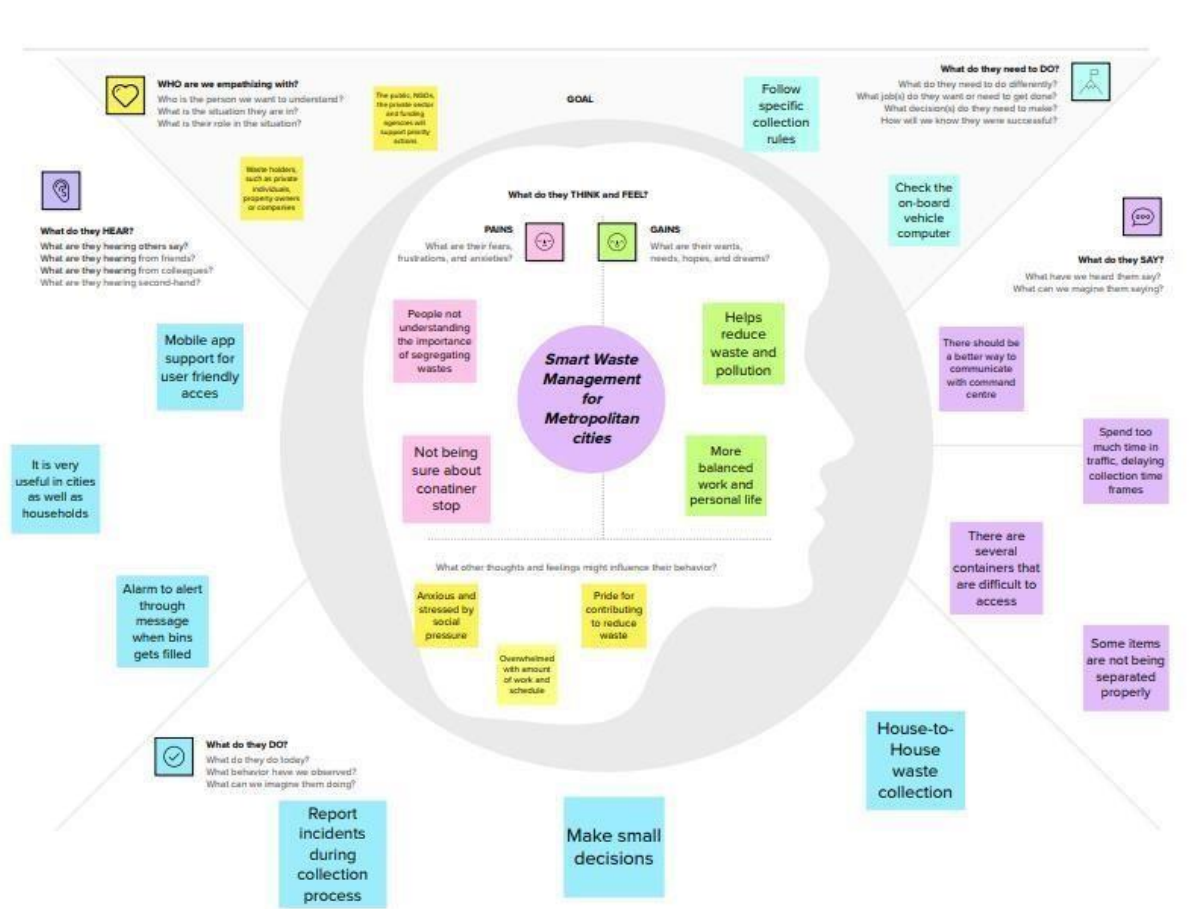 WHO are we empathizing with?
Who is the person we want to understand?
What is the situation they are in?
What is their role in the situation?
The public, NGOs,
the private sector
and funding
agencies will
support priority
actions
Waste holders,
such as private
individuals,
property owners
or companies
GOAL
Follow
specific
collection
rules
What do they need to DO?
What do they need to do differently?
What job(s) do they want or need to get done?
What decision(s) do they need to make?
How will we know they were successful?
Check the
on-board
vehicle
computer
What do they HEAR?
What are they hearing others say?
What are they hearing from friends?
What are they hearing from colleagues?
What are they hearing second-hand?
Mobile app
support for
user friendly
acces
It is very
useful in cities
as well as
households
Alarm to alert
through
message
when bins
gets filled
What do they THINK and FEEL?
PAINS
What are their fears,
frustrations, and anxieties?
GAINS
What are their wants,
needs, hopes, and dreams?
People not
understanding
the importance
of segregating
wastes
Not being
sure about
conatiner
stop
Smart Waste
Management
for
Metropolitan
cities
Helps
reduce
waste and
pollution
More
balanced
work and
personal life
What other thoughts and feelings might influence their behavior?
Anxious and
stressed by
social
pressure
Overwhelmed
with amount
of work and
schedule
Pride for
contributing
to reduce
waste
What do they SAY?
What have we heard them say?
What can we magine them saying?
There should be
a better way to
communicate
with command
centre
Spend too
much time in
traffic, delaying
collection time
frames
There are
several
containers that
are difficult to
access
Some items
are not being
separated
properly
What do they DO?
What do they do today?
What behavior have we observed?
What can we imagine them doing?
Report
incidents
during
collection
process
Make small
decisions
House-to-
House
waste
collection